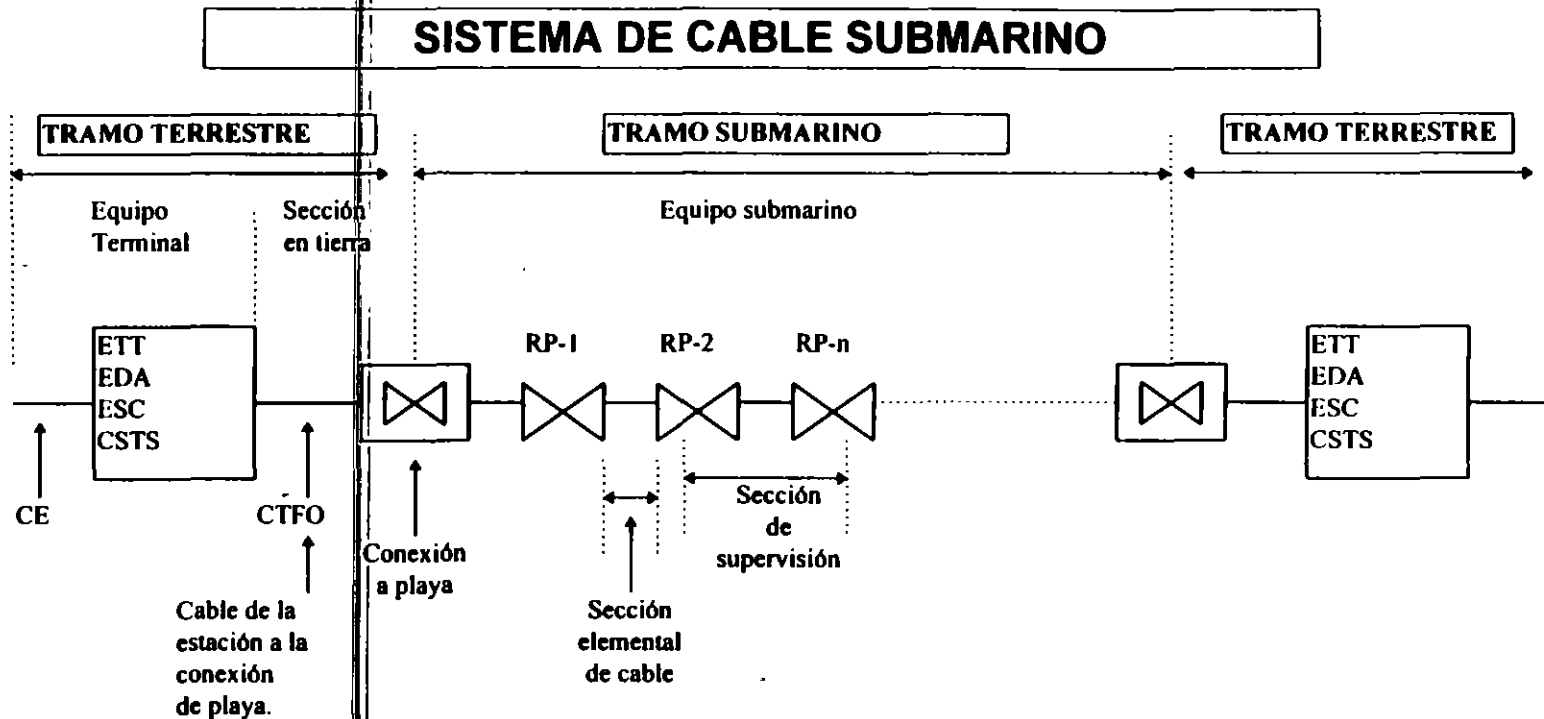 SISTEMA DE CABLE SUBMARINO
TRAMO TERRESTRE
TRAMO SUBMARINO
TRAMO TERRESTRE
Equipo
Terminal
Sección
en tierra
Equipo submarino
ETT
EDA
ESC
CSTS
RP-1
RP-2
RP-n
ETT
EDA
ESC
CSTS
CE
CTFO
Cable de la
estación a la
conexión
de playa.
Conexión
a playa
Sección
elemental
de cable
Sección
de
supervisión